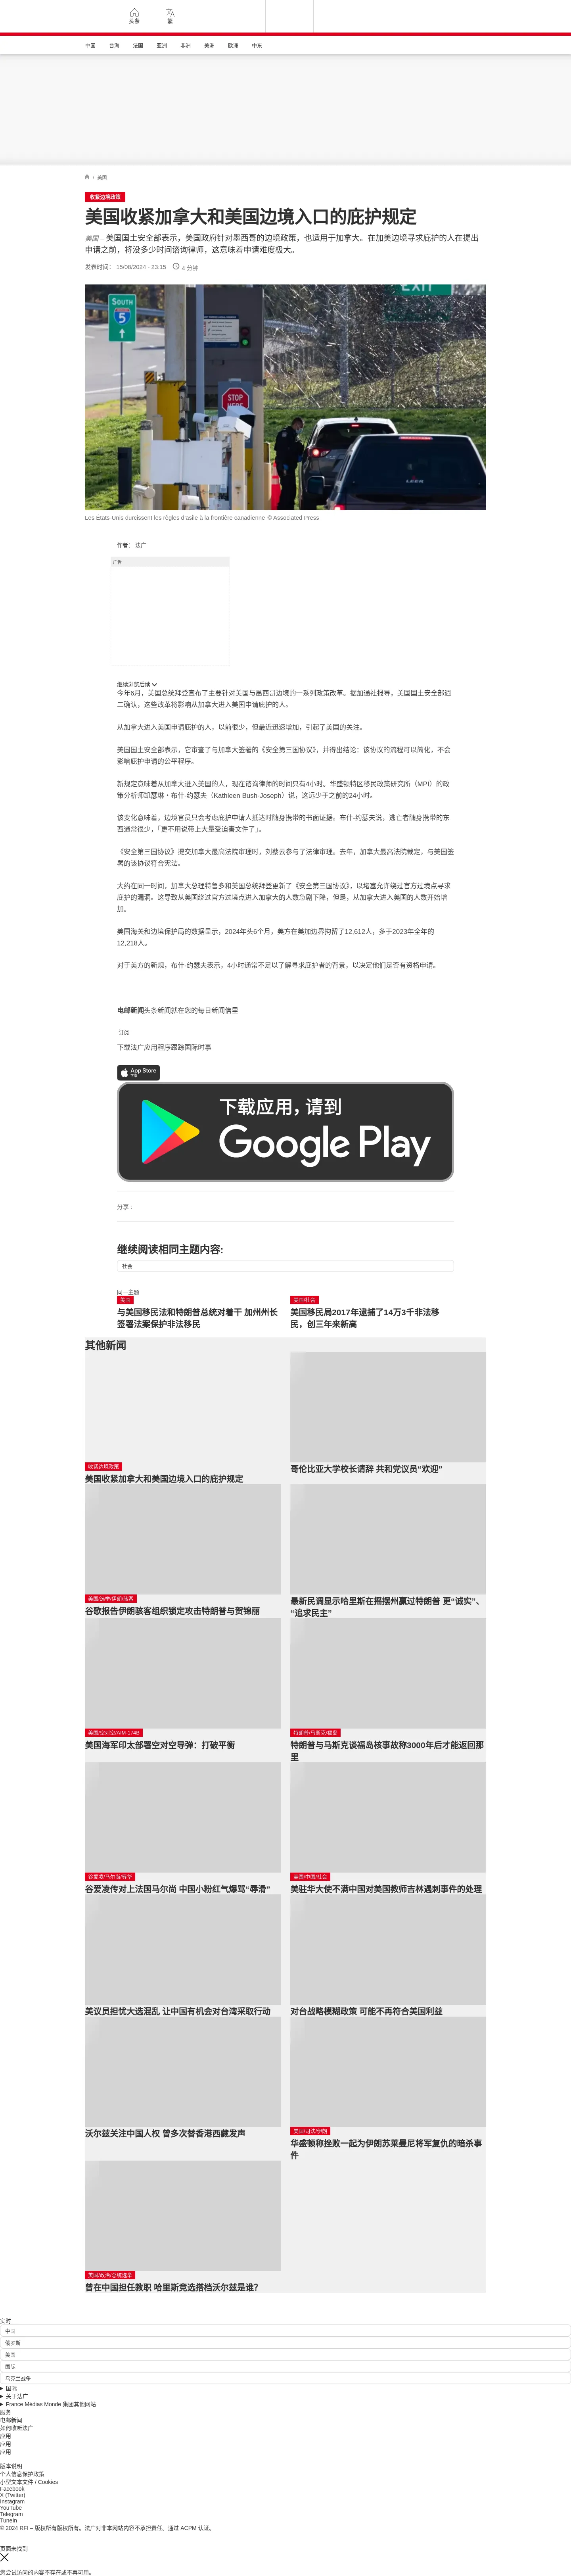 头条
繁
中国
台海
法国
亚洲
非洲
美洲
欧洲
中东
/ 美国
收紧边境政策
美国收紧加拿大和美国边境入口的庇护规定
美国 – 美国国土安全部表示，美国政府针对墨西哥的边境政策，也适用于加拿大。在加美边境寻求庇护的人在提出
申请之前，将没多少时间谘询律师，这意味着申请难度极大。
发表时间： 15/08/2024 - 23:15
4 分钟
EXIT
SOUTH
5
STOP
HERE
Les États-Unis durcissent les règles d'asile à la frontière canadienne © Associated Press
作者： 法广
广告
继续浏览后续
今年6月，美国总统拜登宣布了主要针对美国与墨西哥边境的一系列政策改革。据加通社报导，美国国土安全部週
二确认，这些改革将影响从加拿大进入美国申请庇护的人。
从加拿大进入美国申请庇护的人，以前很少，但最近迅速增加，引起了美国的关注。
美国国土安全部表示，它审查了与加拿大签署的《安全第三国协议》，并得出结论：该协议的流程可以简化，不会
影响庇护申请的公平程序。
新规定意味着从加拿大进入美国的人，现在谘询律师的时间只有4小时。华盛顿特区移民政策研究所（MPI）的政
策分析师凯瑟琳・布什-约瑟夫（Kathleen Bush-Joseph）说，这远少于之前的24小时。
该变化意味着，边境官员只会考虑庇护申请人抵达时随身携带的书面证据。布什-约瑟夫说，逃亡者随身携带的东
西通常很少，「更不用说带上大量受迫害文件了」。
《安全第三国协议》提交加拿大最高法院审理时，刘蔡云参与了法律审理。去年，加拿大最高法院裁定，与美国签
署的该协议符合宪法。
大约在同一时间，加拿大总理特鲁多和美国总统拜登更新了《安全第三国协议》，以堵塞允许绕过官方过境点寻求
庇护的漏洞。这导致从美国绕过官方过境点进入加拿大的人数急剧下降，但是，从加拿大进入美国的人数开始增
加。
美国海关和边境保护局的数据显示，2024年头6个月，美方在美加边界拘留了12,612人，多于2023年全年的
12,218人。
对于美方的新规，布什-约瑟夫表示，4小时通常不足以了解寻求庇护者的背景，以决定他们是否有资格申请。
电邮新闻头条新闻就在您的每日新闻信里
订阅
下载法广应用程序跟踪国际时事
App Store
下载
下载应用，请到
Google Play
分享 :
继续阅读相同主题内容:
社会
同一主题
美国
与美国移民法和特朗普总统对着干 加州州长
签署法案保护非法移民
美国/社会
美国移民局2017年逮捕了14万3千非法移
民，创三年来新高
其他新闻
收紧边境政策
美国收紧加拿大和美国边境入口的庇护规定
哥伦比亚大学校长请辞 共和党议员“欢迎”
美国/选举/伊朗/骇客
谷歌报告伊朗骇客组织锁定攻击特朗普与贺锦丽
最新民调显示哈里斯在摇摆州赢过特朗普 更“诚实”、
“追求民主”
美国/空对空/AIM-174B
美国海军印太部署空对空导弹：打破平衡
特朗普/马斯克/福岛
特朗普与马斯克谈福岛核事故称3000年后才能返回那
里
谷爱凌/马尔尚/辱华
谷爱凌传对上法国马尔尚 中国小粉红气爆骂“辱滑”
美国/中国/社会
美驻华大使不满中国对美国教师吉林遇刺事件的处理
美议员担忧大选混乱 让中国有机会对台湾采取行动
对台战略模糊政策 可能不再符合美国利益
沃尔兹关注中国人权 曾多次替香港西藏发声
美国/司法/伊朗
华盛顿称挫败一起为伊朗苏莱曼尼将军复仇的暗杀事
件
美国/政治/总统选举
曾在中国担任教职 哈里斯竞选搭档沃尔兹是谁?
实时
中国
俄罗斯
美国
国际
乌克兰战争
国际
关于法广
France Médias Monde 集团其他网站
服务
电邮新闻
如何收听法广
应用
应用
应用
版本说明
个人信息保护政策
小型文本文件 / Cookies
Facebook
X (Twitter)
Instagram
YouTube
Telegram
TuneIn
© 2024 RFI – 版权所有版权所有。法广对非本网站内容不承担责任。通过 ACPM 认证。
页面未找到
您尝试访问的内容不存在或不再可用。